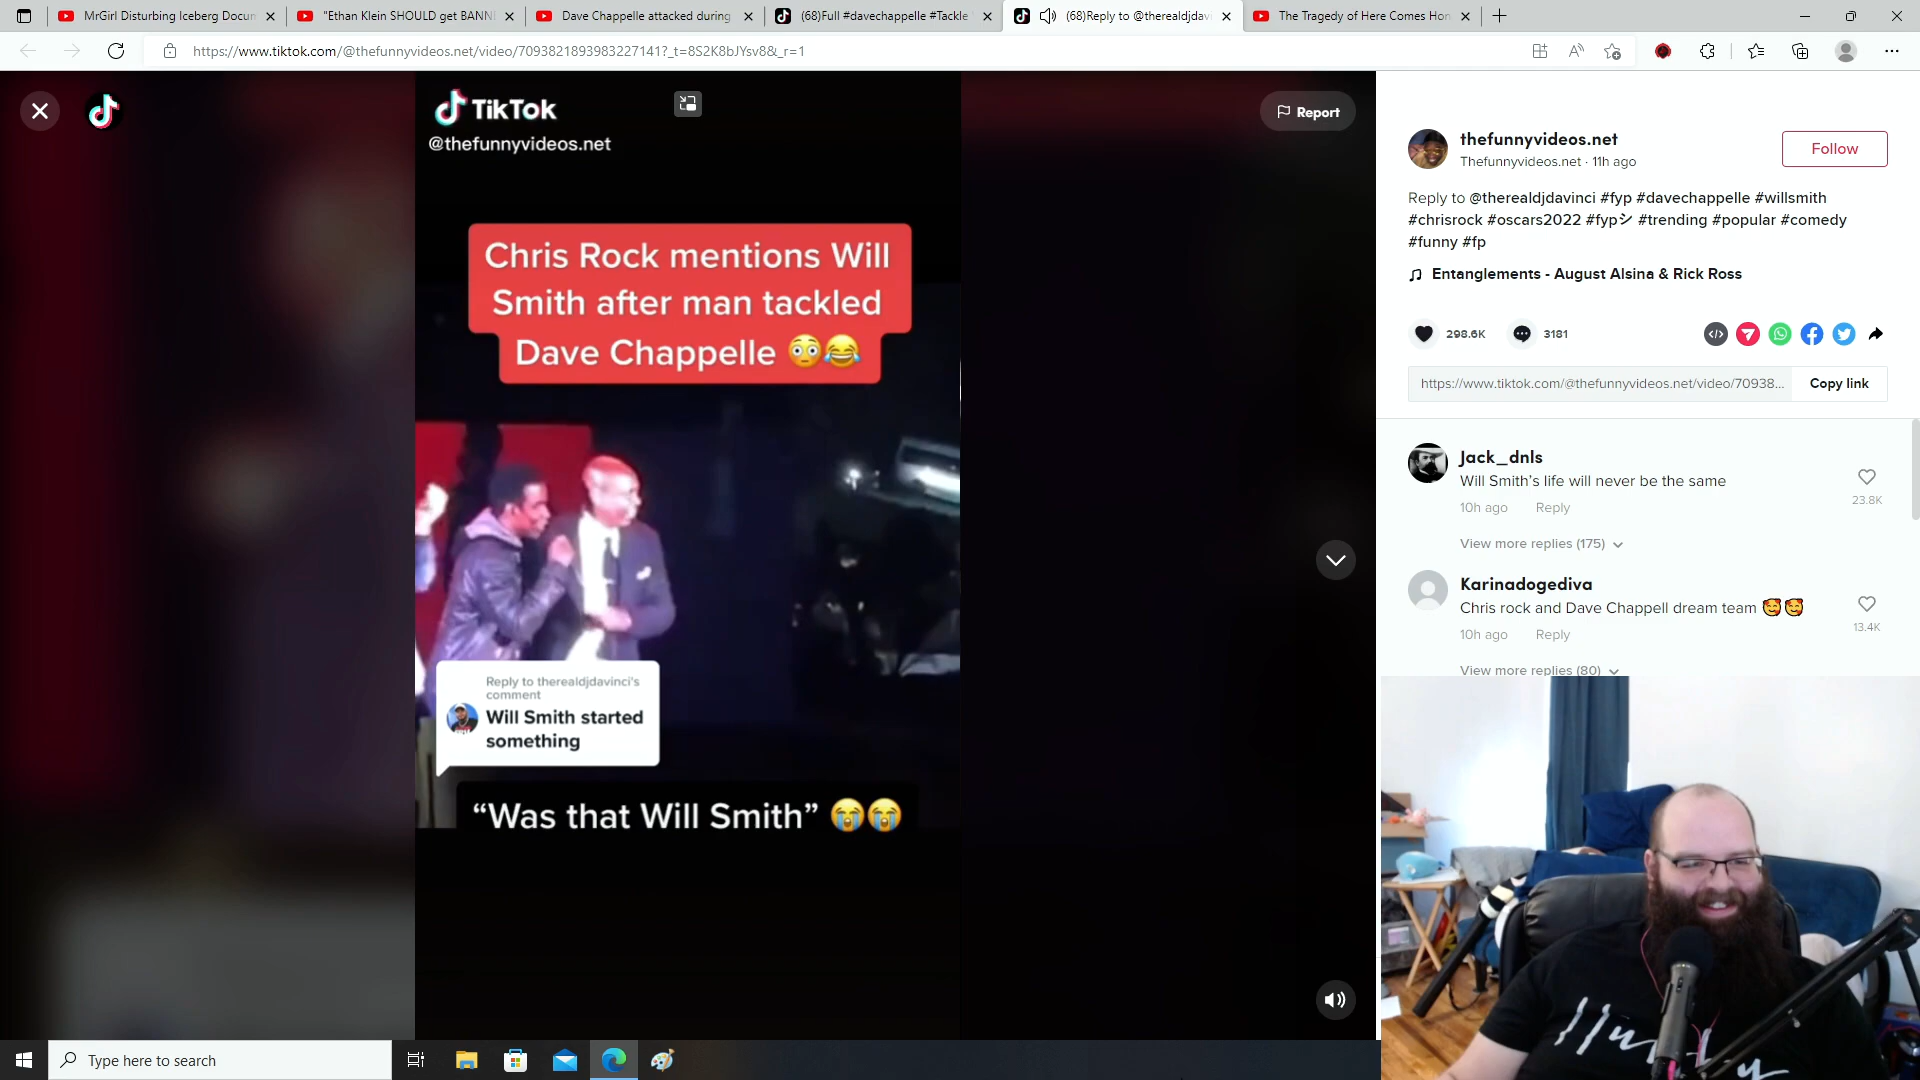 MrGirl Disturbing Iceberg Docum
"Ethan Klein SHOULD get BANN
Dave Chappelle attacked during
(68)Full #davechappelle #Tackle
(68)Reply to @therealdjdavi
The Tragedy of Here Comes Hon
https://www.tiktok.com/@thefunnyvideos.net/video/7093821893983227141?_t=8S2K8bJYsv8&_r=1
TikTok
@thefunnyvideos.net
Report
Chris Rock mentions Will
Smith after man tackled
Dave Chappelle 😳😂
Reply to therealdjdavinci's
comment
Will Smith started
something
"Was that Will Smith" 😭😭
thefunnyvideos.net
Thefunnyvideos.net · 11h ago
Follow
Reply to @therealdjdavinci #fyp #davechappelle #willsmith
#chrisrock #oscars2022 #fypシ #trending #popular #comedy
#funny #fp
Entanglements - August Alsina & Rick Ross
298.6K
3181
https://www.tiktok.com/@thefunnyvideos.net/video/70938...
Copy link
Jack_dnls
Will Smith's life will never be the same
23.8K
10h ago Reply
View more replies (175)
Karinadogediva
Chris rock and Dave Chappell dream team 🥰🥰
13.4K
10h ago Reply
View more replies (80)
Type here to search